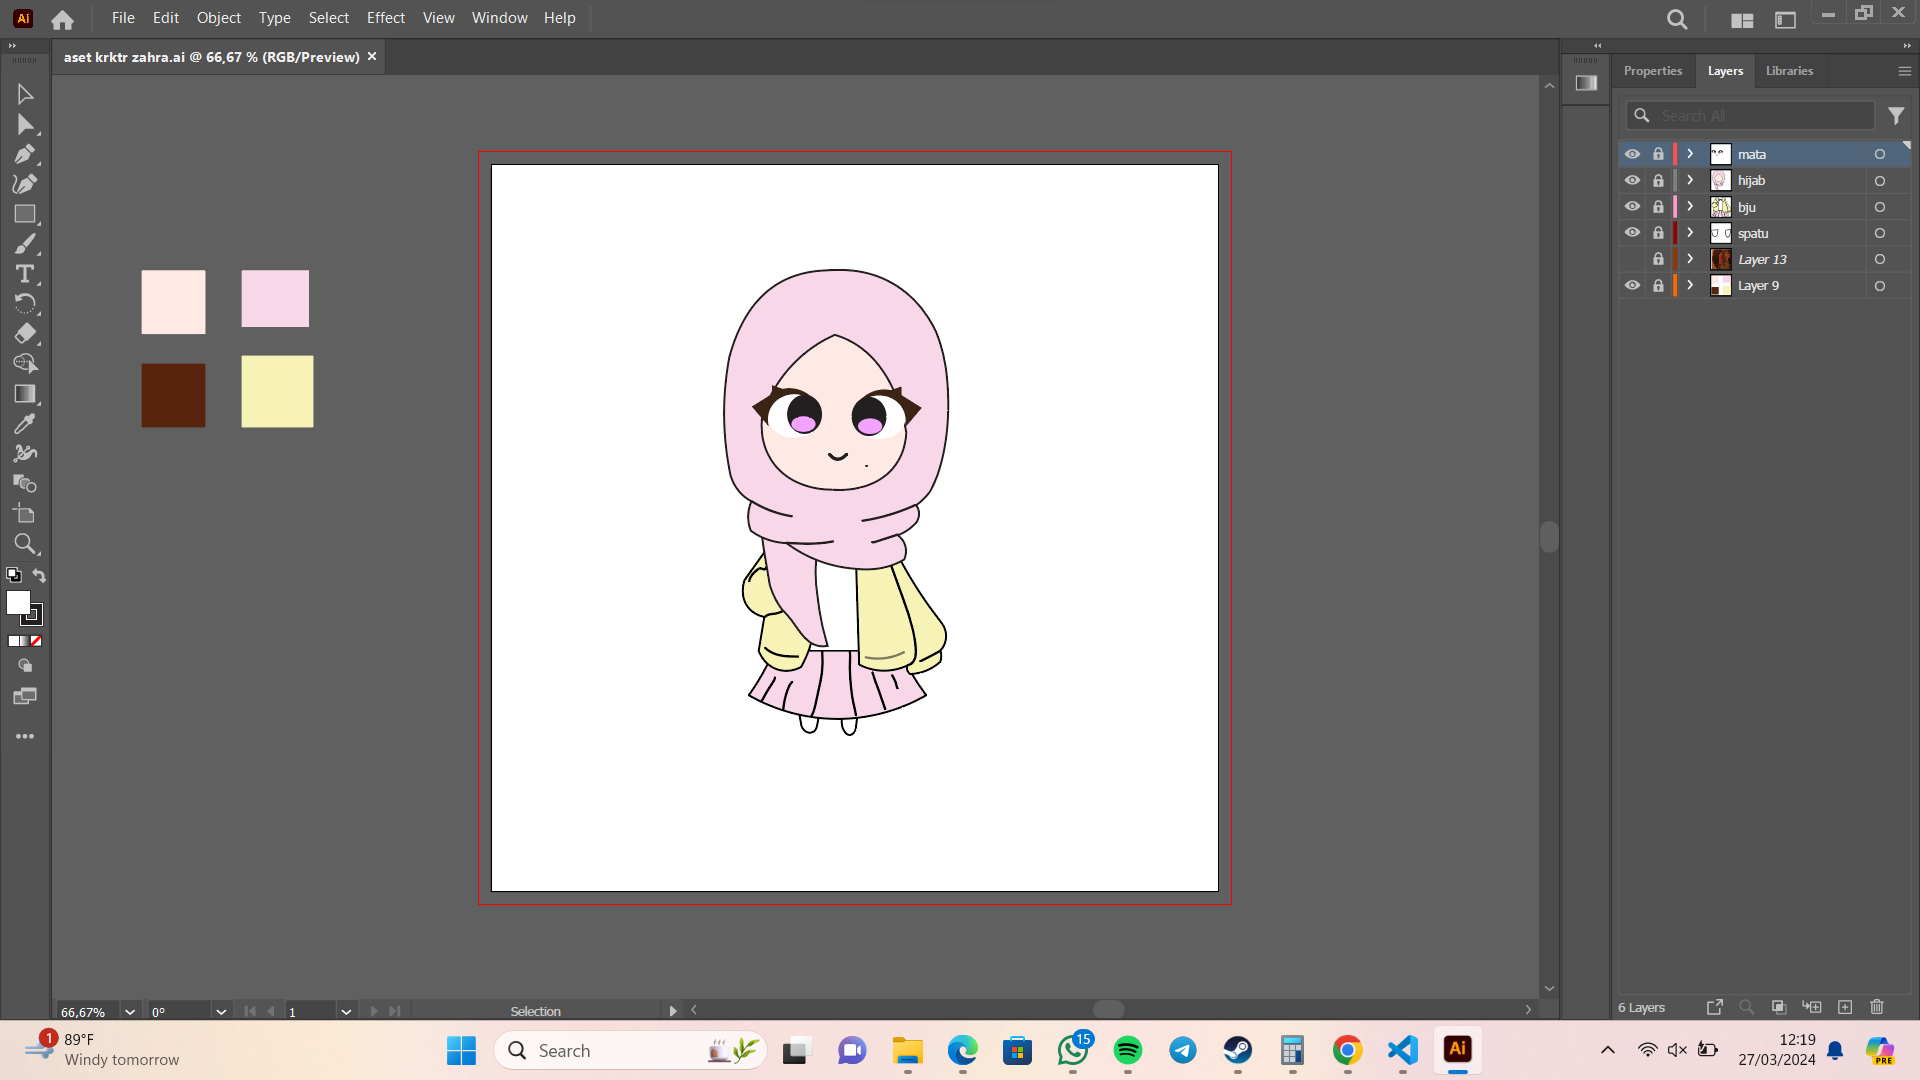 Ai File Edit Object Type Select Effect View Window Help
aset krktr zahra.ai @ 66,67 % (RGB/Preview)
Properties Layers Libraries
Search All
mata
hijab
bju
spatu
Layer 13
Layer 9
66,67% 0° 1 Selection
6 Layers
1 89°F
Windy tomorrow
Search
15
Ai
12:19
27/03/2024
PRE